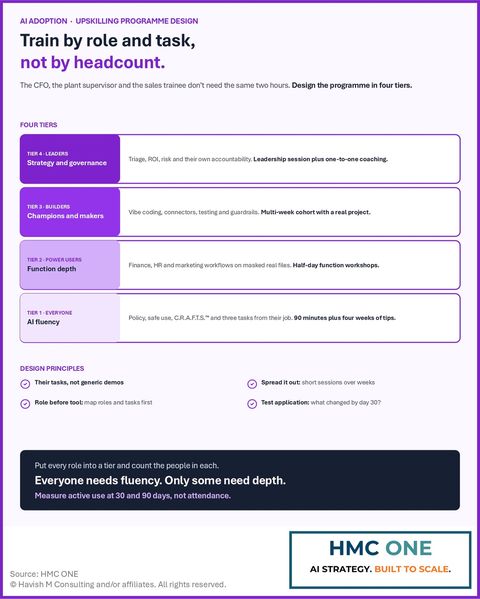 AI ADOPTION · UPSKILLING PROGRAMME DESIGN
Train by role and task,
not by headcount.
The CFO, the plant supervisor and the sales trainee don't need the same two hours. Design the programme in four tiers.
FOUR TIERS
TIER 4 · LEADERS
Strategy and governance
Triage, ROI, risk and their own accountability. Leadership session plus one-to-one coaching.
TIER 3 · BUILDERS
Champions and makers
Vibe coding, connectors, testing and guardrails. Multi-week cohort with a real project.
TIER 2 · POWER USERS
Function depth
Finance, HR and marketing workflows on masked real files. Half-day function workshops.
TIER 1 · EVERYONE
AI fluency
Policy, safe use, C.R.A.F.T.S.™ and three tasks from their job. 90 minutes plus four weeks of tips.
DESIGN PRINCIPLES
Their tasks, not generic demos
Spread it out: short sessions over weeks
Role before tool: map roles and tasks first
Test application: what changed by day 30?
Put every role into a tier and count the people in each.
Everyone needs fluency. Only some need depth.
Measure active use at 30 and 90 days, not attendance.
HMC ONE
AI STRATEGY. BUILT TO SCALE.
Source: HMC ONE
© Havish M Consulting and/or affiliates. All rights reserved.